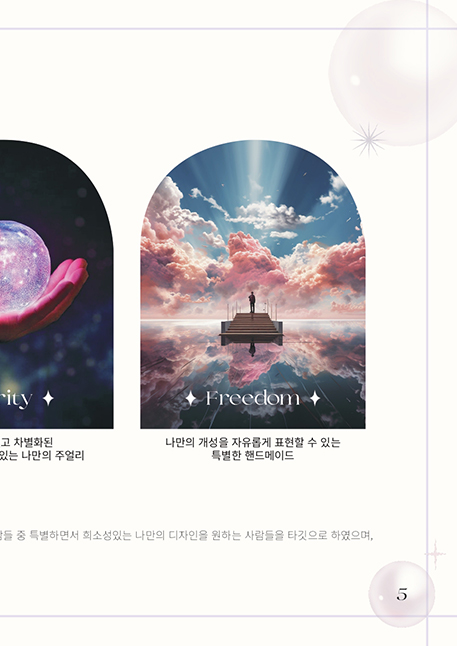 rity
Freedom
고 차별화된
있는 나만의 주얼리
나만의 개성을 자유롭게 표현할 수 있는
특별한 핸드메이드
들 중 특별하면서 희소성있는 나만의 디자인을 원하는 사람들을 타깃으로 하였으며,
5